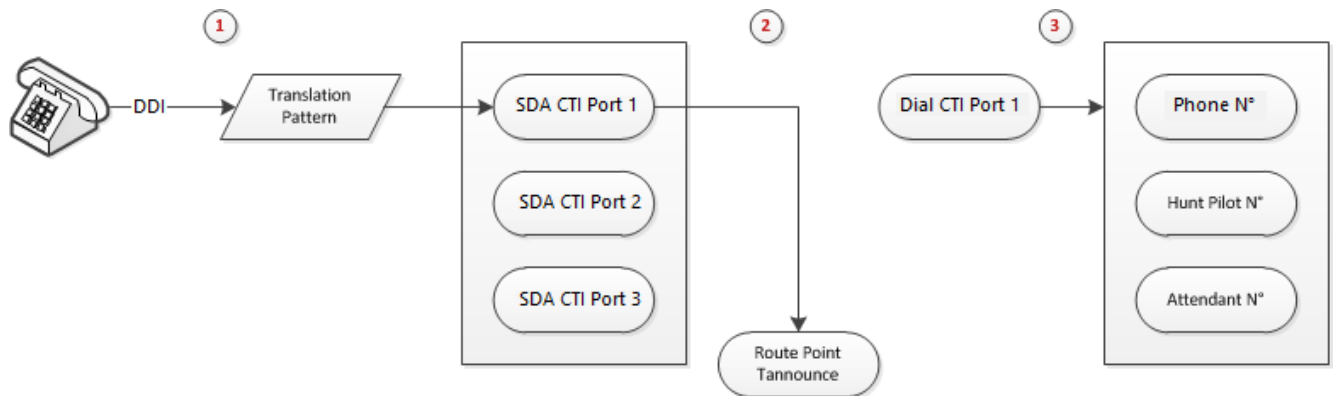 1
2
3
DDI
Translation
Pattern
SDA CTI Port 1
SDA CTI Port 2
SDA CTI Port 3
Route Point
Tannounce
Dial CTI Port 1
Phone N°
Hunt Pilot N°
Attendant N°